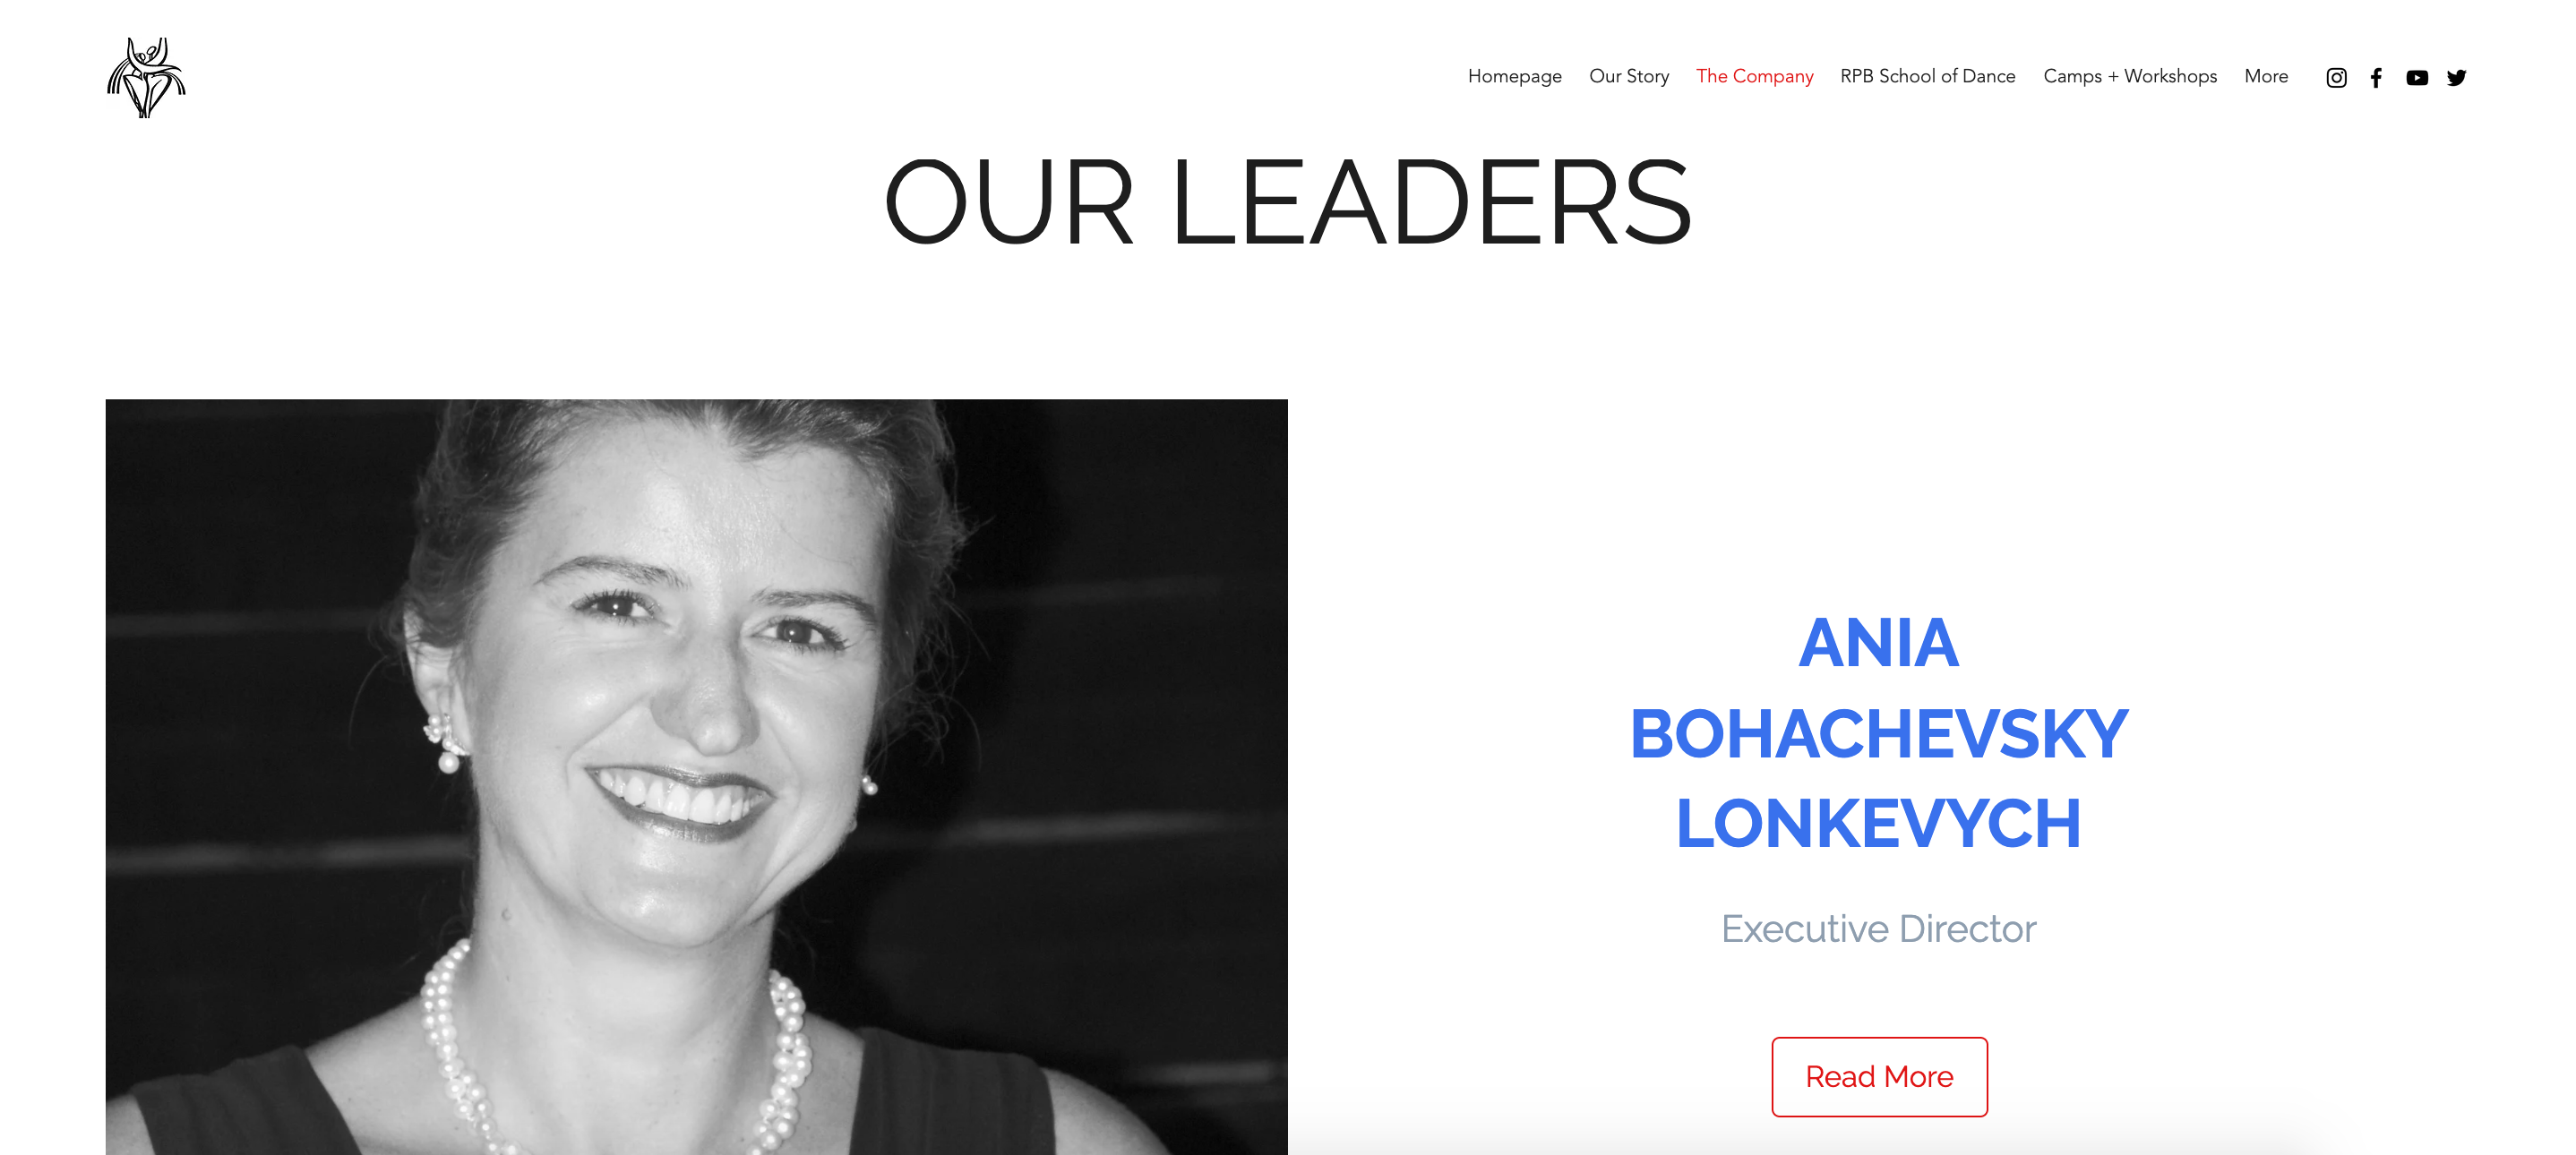 Homepage Our Story The Company RPB School of Dance Camps + Workshops More
OUR LEADERS
ANIA
BOHACHEVSKY
LONKEVYCH
Executive Director
Read More